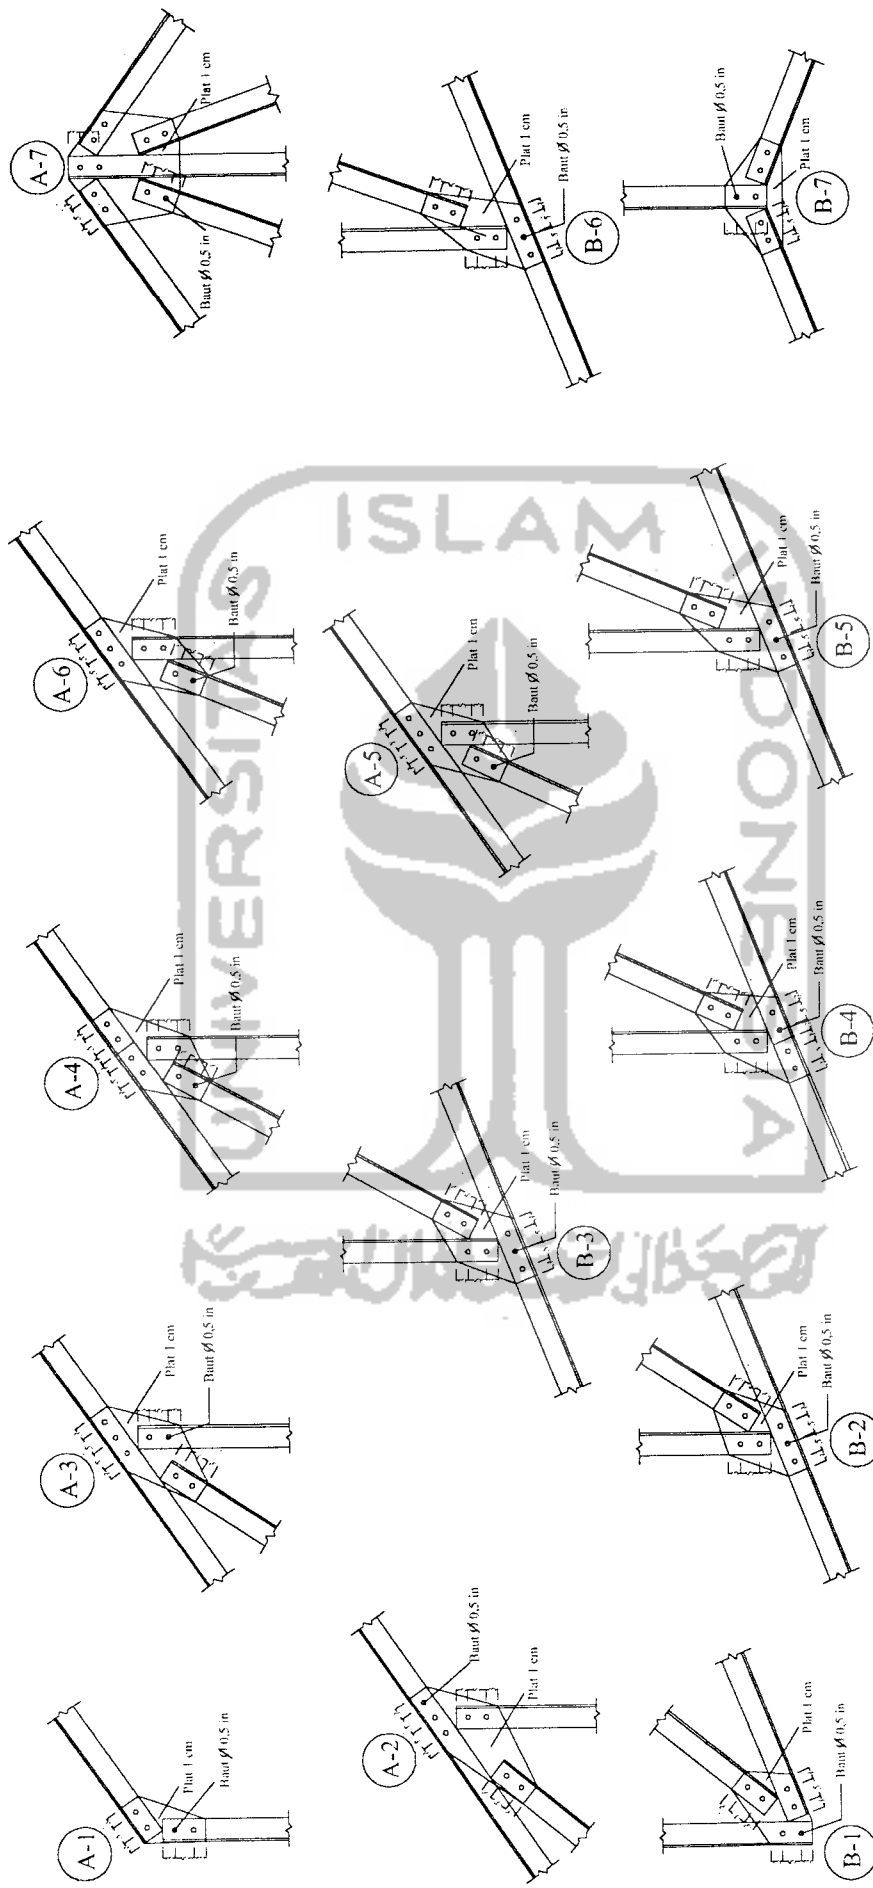 A-7
Plat 1 cm
Baut Ø 0,5 in
Plat 1 cm
Baut Ø 0,5 in
B-6
Baut Ø 0,5 in
Plat 1 cm
B-7
A-6
Plat 1 cm
Baut Ø 0,5 in
A-5
Plat 1 cm
Baut Ø 0,5 in
Plat 1 cm
Baut Ø 0,5 in
B-5
A-4
Plat 1 cm
Baut Ø 0,5 in
Plat 1 cm
Baut Ø 0,5 in
B-3
Plat 1 cm
Baut Ø 0,5 in
B-4
A-3
Plat 1 cm
Baut Ø 0,5 in
Plat 1 cm
Baut Ø 0,5 in
B-2
A-1
Plat 1 cm
Baut Ø 0,5 in
A-2
Baut Ø 0,5 in
Plat 1 cm
Plat 1 cm
Baut Ø 0,5 in
B-1
UNIVERSITAS
ISLAM
INDONESIA